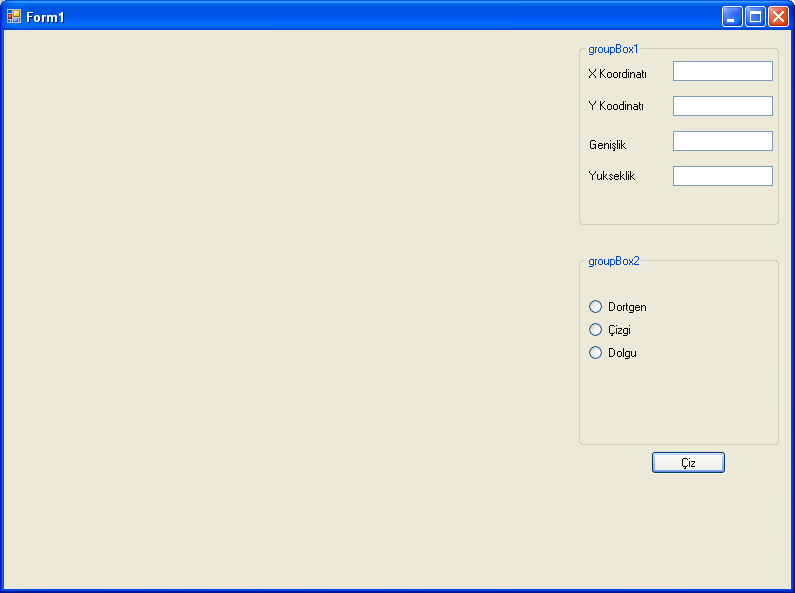 Form1
groupBox1
X Koordinatı
Y Koodinatı
Genişlik
Yukseklik
groupBox2
Dortgen
Çizgi
Dolgu
Çiz